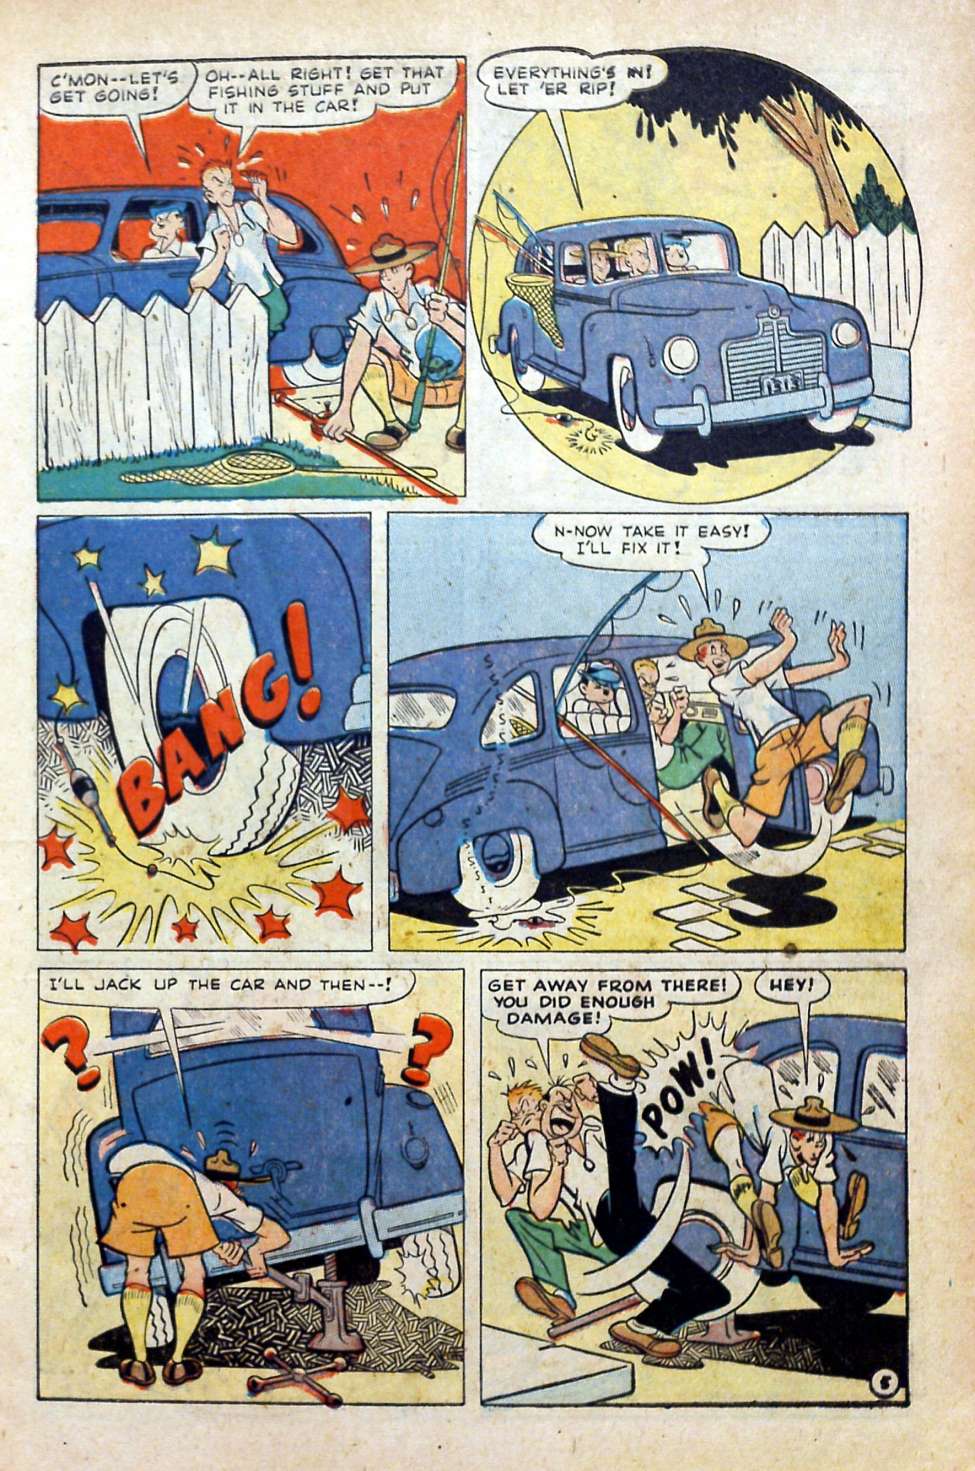 C'MON--LET'S
GET GOING!
OH--ALL RIGHT! GET THAT
FISHING STUFF AND PUT
IT IN THE CAR!
EVERYTHING'S IN!
LET 'ER RIP!
1313
BANG!
N-NOW TAKE IT EASY!
I'LL FIX IT!
S-S-S-S-S-S-S-S
S-SSSSSST
I'LL JACK UP THE CAR AND THEN--!
?
?
GET AWAY FROM THERE!
YOU DID ENOUGH
DAMAGE!
HEY!
POW!
5